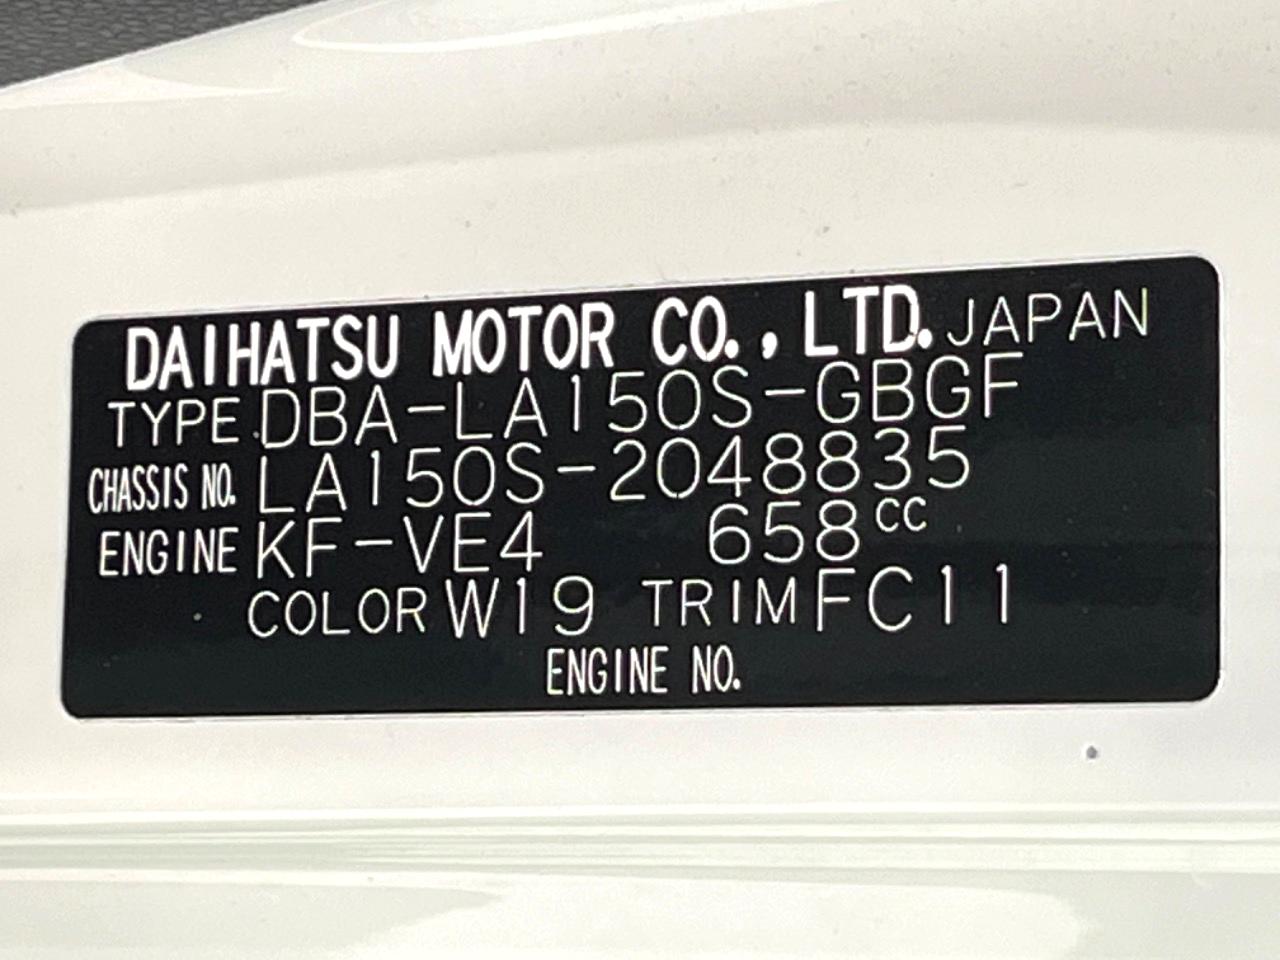 DAIHATSU MOTOR CO., LTD. JAPAN
TYPE DBA-LA150S-GBGF
CHASSIS NO. LA150S-2048835
ENGINE KF-VE4 658CC
COLOR W19 TRIM FC11
ENGINE NO.